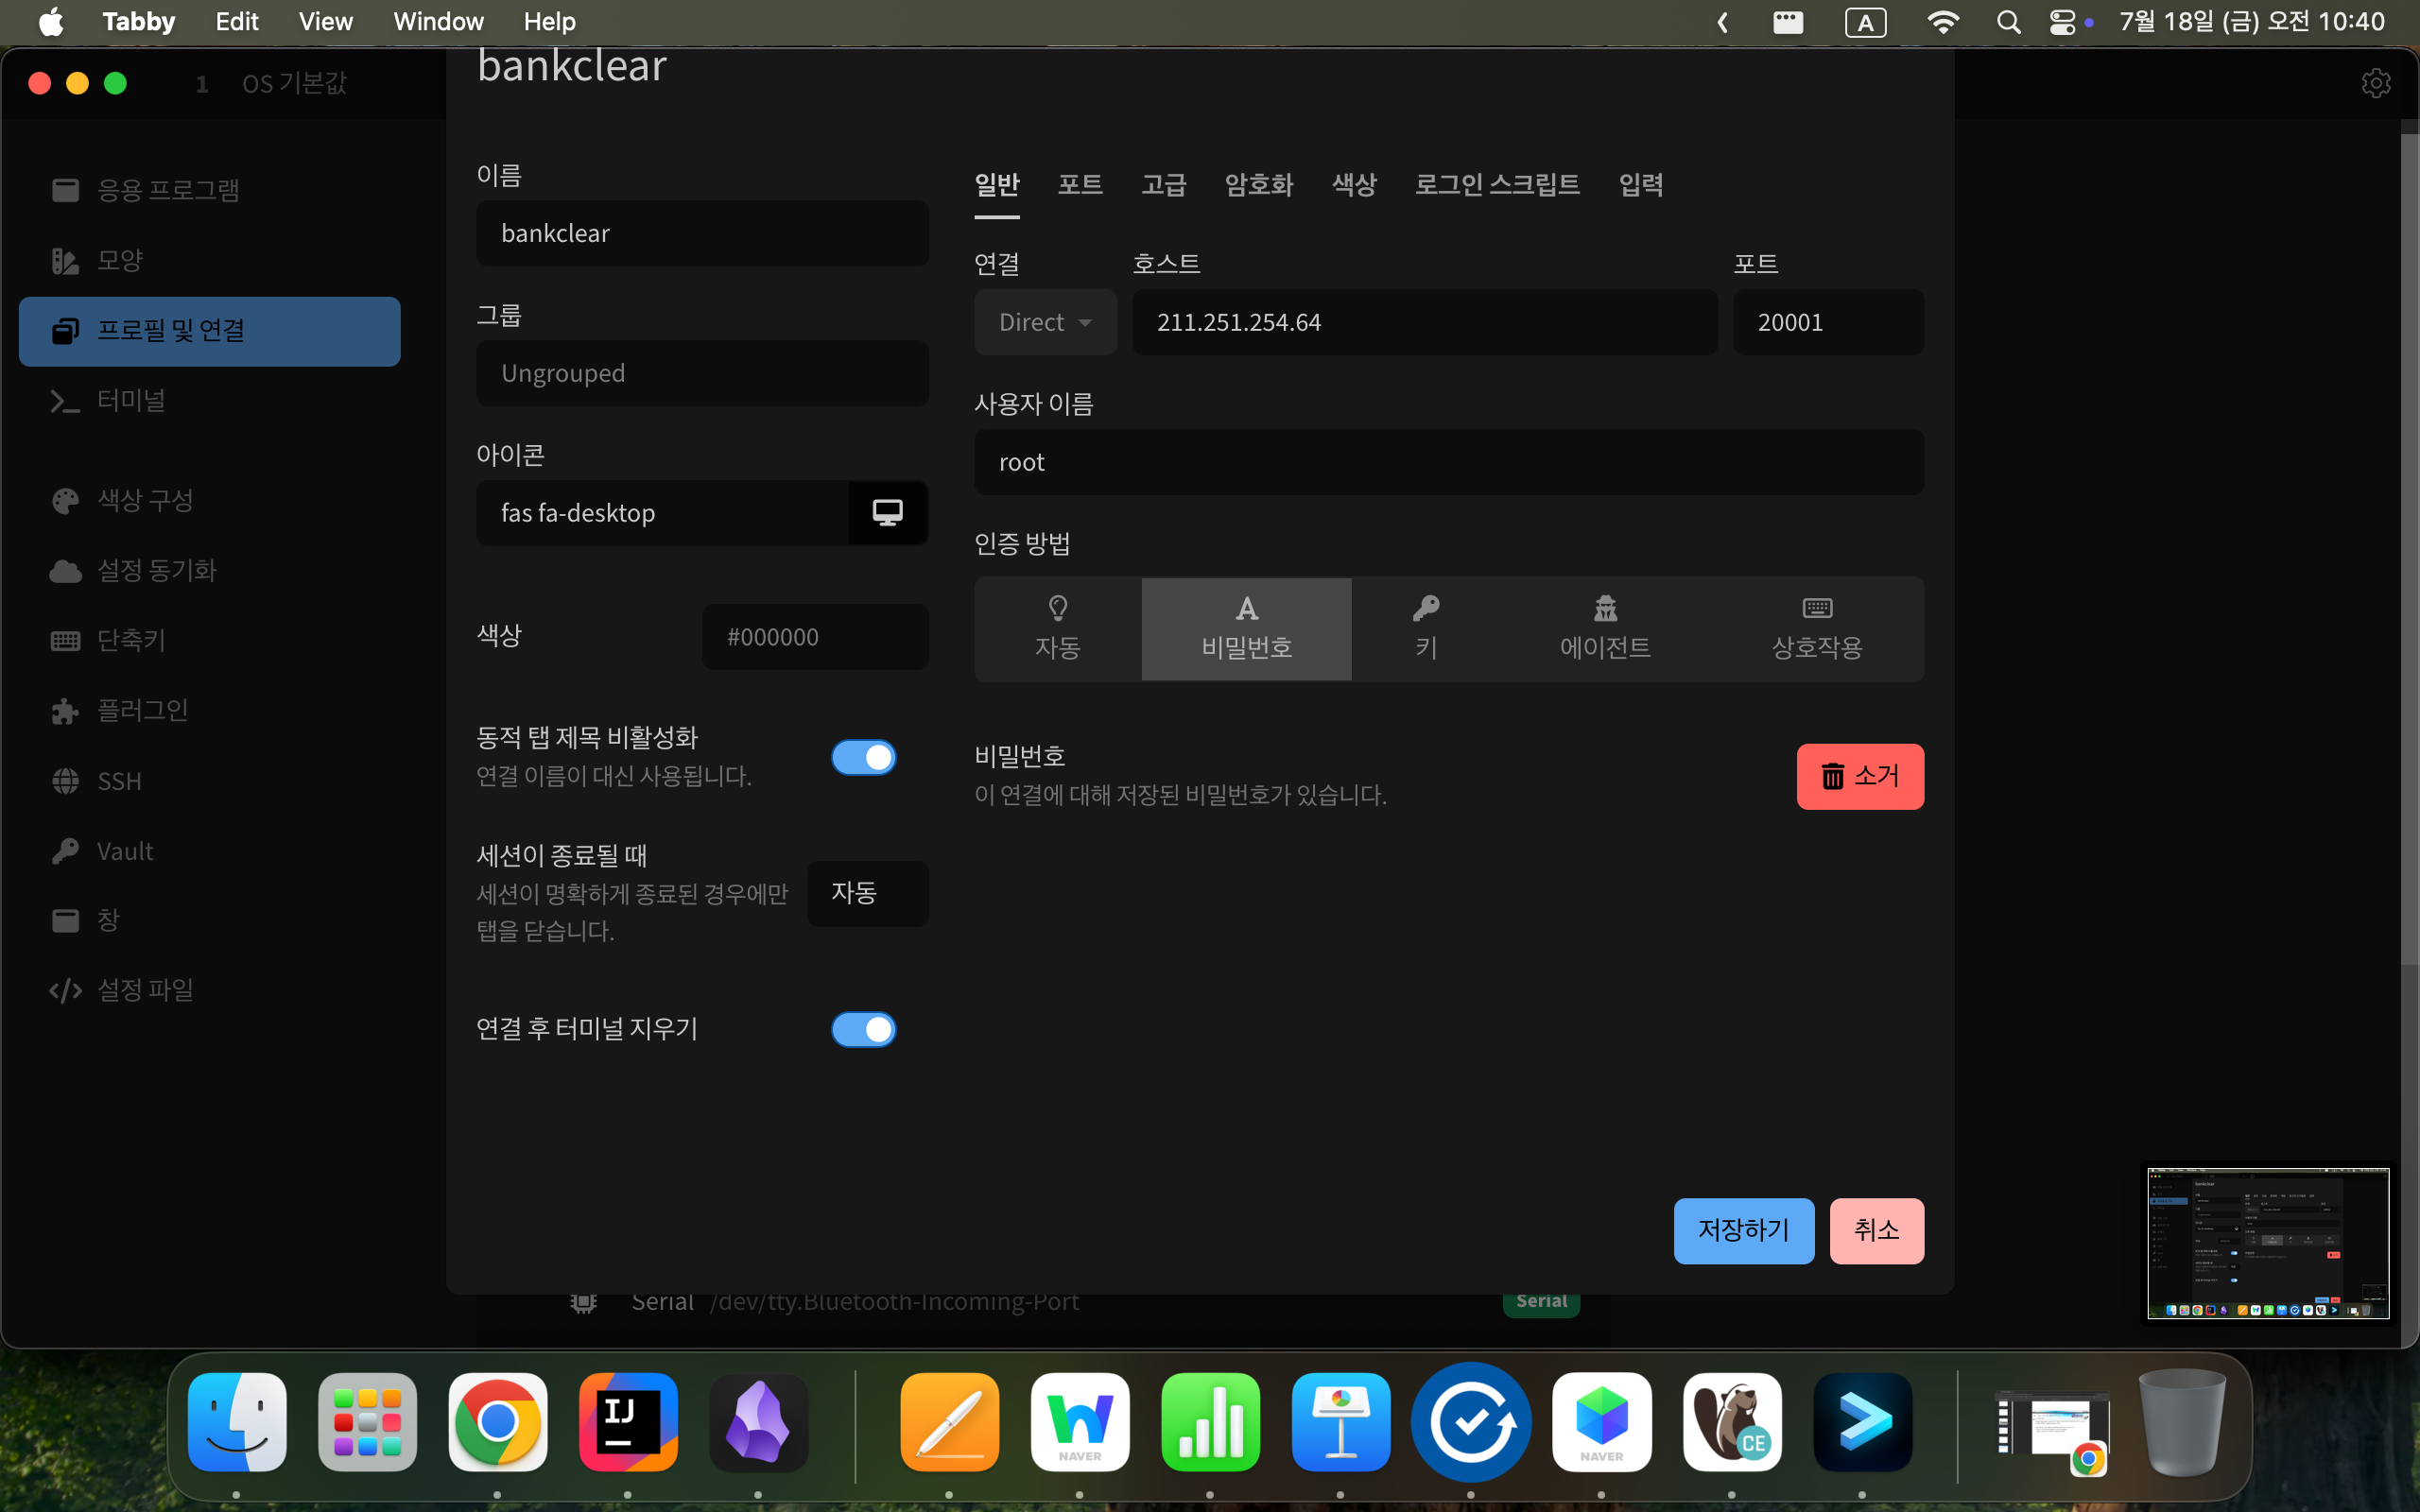 Tabby Edit View Window Help
A 7월 18일 (금) 오전 10:40
1 OS 기본값
bankclear
응용 프로그램
모양
프로필 및 연결
터미널
색상 구성
설정 동기화
단축키
플러그인
SSH
Vault
창
설정 파일
이름
bankclear
그룹
Ungrouped
아이콘
fas fa-desktop
색상
#000000
동적 탭 제목 비활성화
연결 이름이 대신 사용됩니다.
세션이 종료될 때
세션이 명확하게 종료된 경우에만
탭을 닫습니다.
자동
연결 후 터미널 지우기
일반 포트 고급 암호화 색상 로그인 스크립트 입력
연결 호스트 포트
Direct 211.251.254.64 20001
사용자 이름
root
인증 방법
자동 비밀번호 키 에이전트 상호작용
비밀번호
이 연결에 대해 저장된 비밀번호가 있습니다.
소거
저장하기 취소
Serial /dev/tty.Bluetooth-Incoming-Port Serial
IJ
NAVER
NAVER
CE